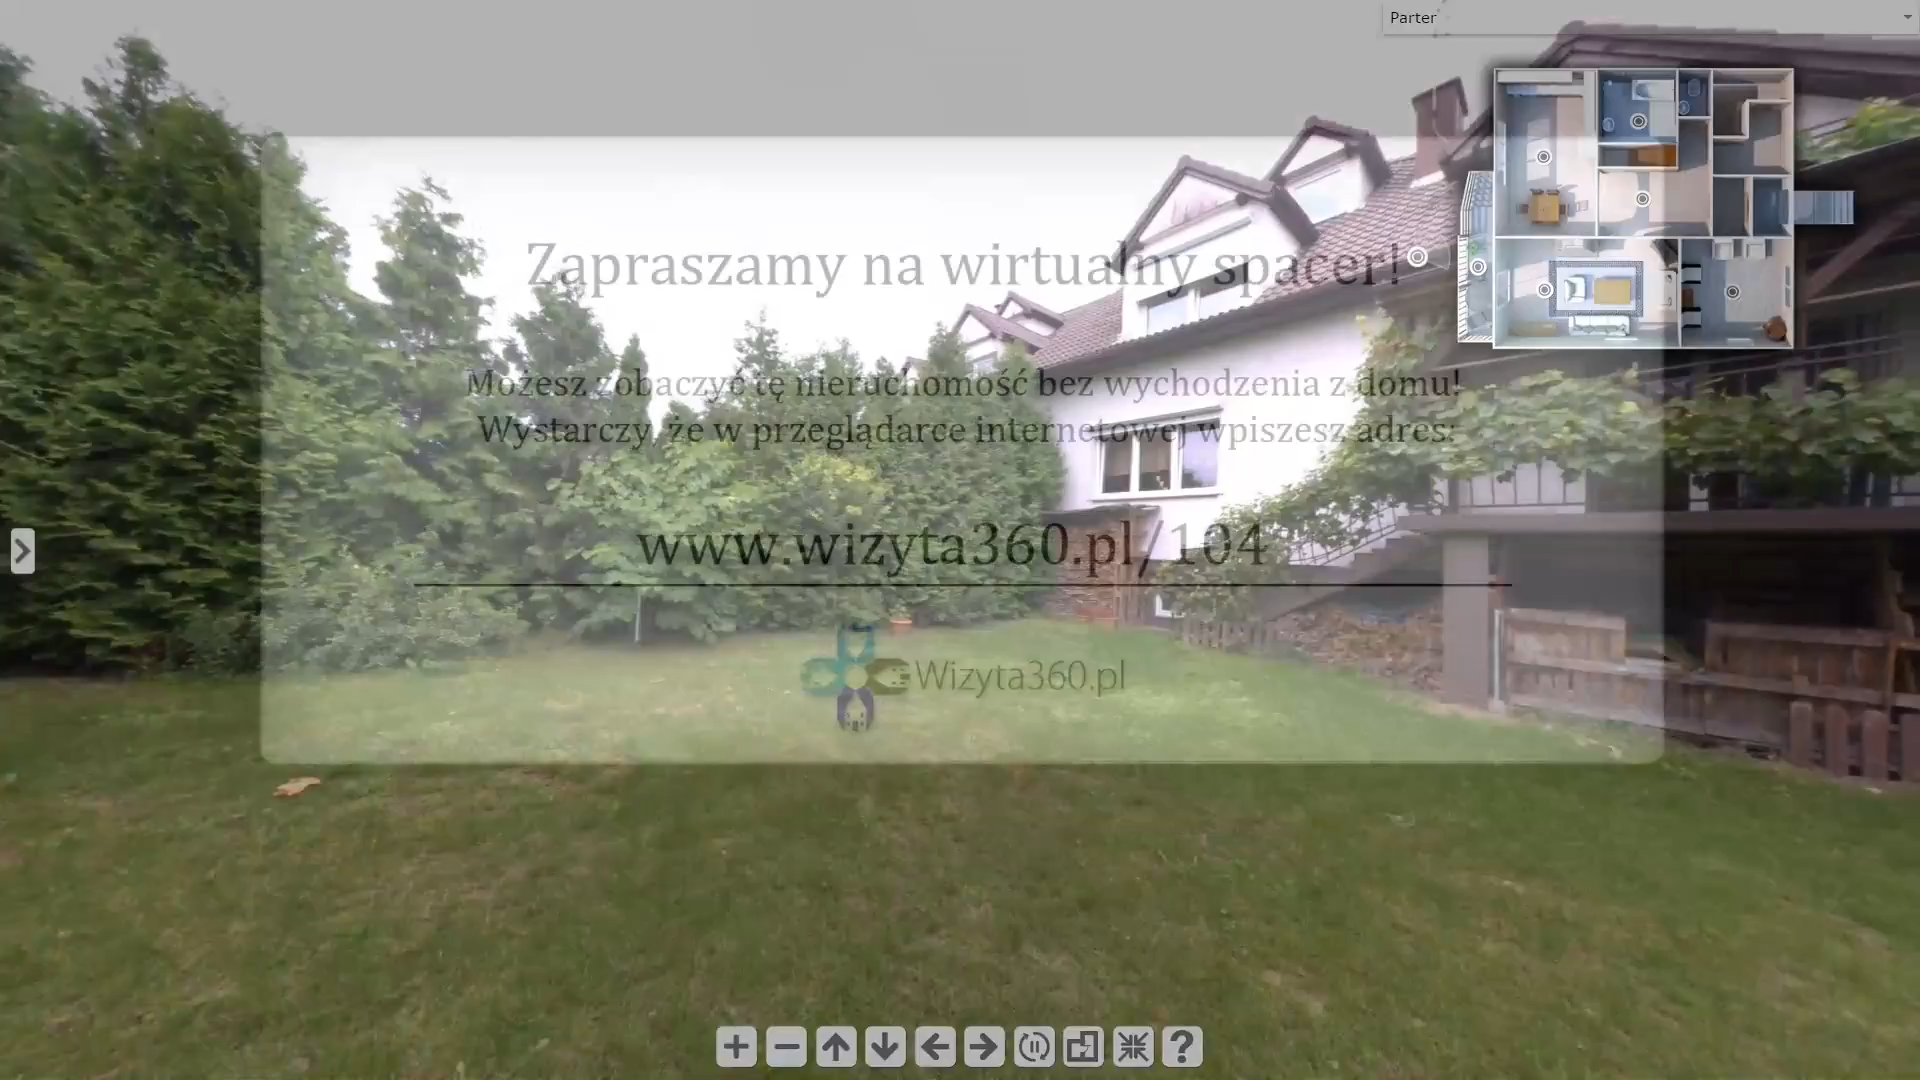 Parter
Zapraszamy na wirtualny spacer!
Możesz zobaczyć tę nieruchomość bez wychodzenia z domu!
Wystarczy, że w przeglądarce internetowej wpiszesz adres:
www.wizyta360.pl/104
Wizyta360.pl